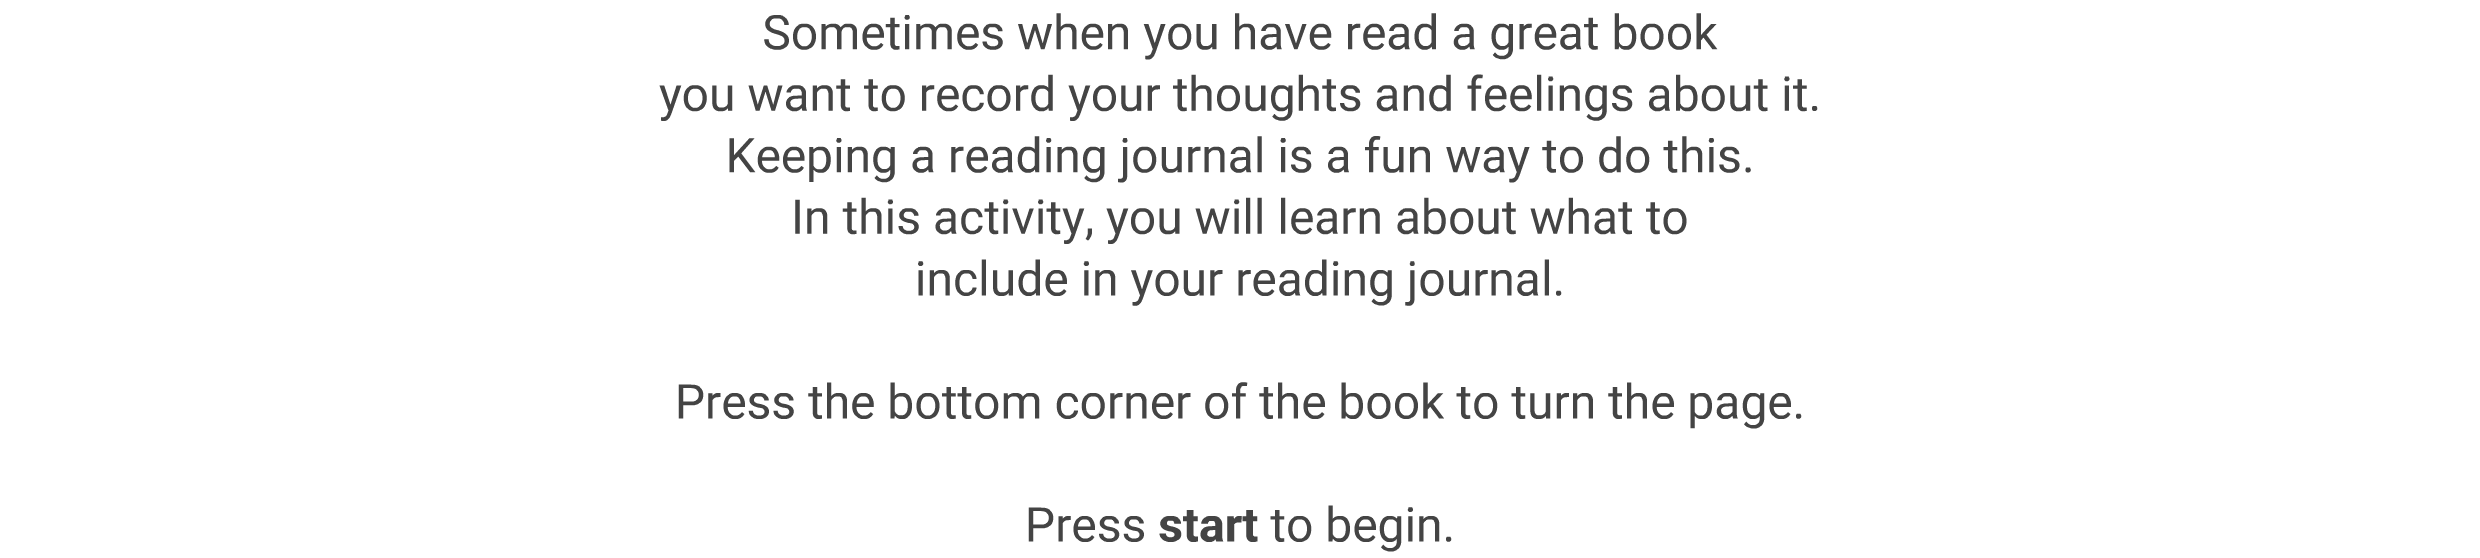 Sometimes when you have read a great book
you want to record your thoughts and feelings about it.
Keeping a reading journal is a fun way to do this.
In this activity, you will learn about what to
include in your reading journal.
Press the bottom corner of the book to turn the page.
Press start to begin.